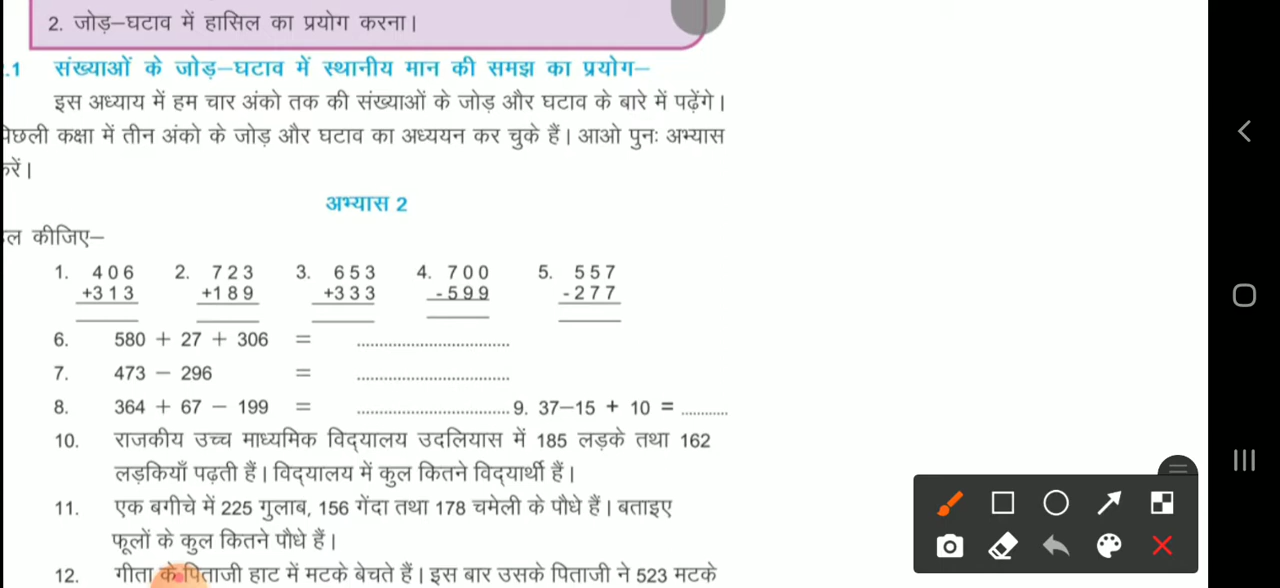 2. जोड़–घटाव में हासिल का प्रयोग करना।
.1 संख्याओं के जोड़–घटाव में स्थानीय मान की समझ का प्रयोग–
इस अध्याय में हम चार अंको तक की संख्याओं के जोड़ और घटाव के बारे में पढ़ेंगे।
पिछली कक्षा में तीन अंको के जोड़ और घटाव का अध्ययन कर चुके हैं। आओ पुनः अभ्यास
करें।
अभ्यास 2
हल कीजिए–
1. 406 2. 723 3. 653 4. 700 5. 557
+313 +189 +333 -599 -277
6. 580 + 27 + 306 = ..................................
7. 473 – 296 = ..................................
8. 364 + 67 – 199 = .................................. 9. 37–15 + 10 = ............
10. राजकीय उच्च माध्यमिक विद्यालय उदलियास में 185 लड़के तथा 162
लड़कियाँ पढ़ती हैं। विद्यालय में कुल कितने विद्यार्थी हैं।
11. एक बगीचे में 225 गुलाब, 156 गेंदा तथा 178 चमेली के पौधे हैं। बताइए
फूलों के कुल कितने पौधे हैं।
12. गीता के पिताजी हाट में मटके बेचते हैं। इस बार उसके पिताजी ने 523 मटके